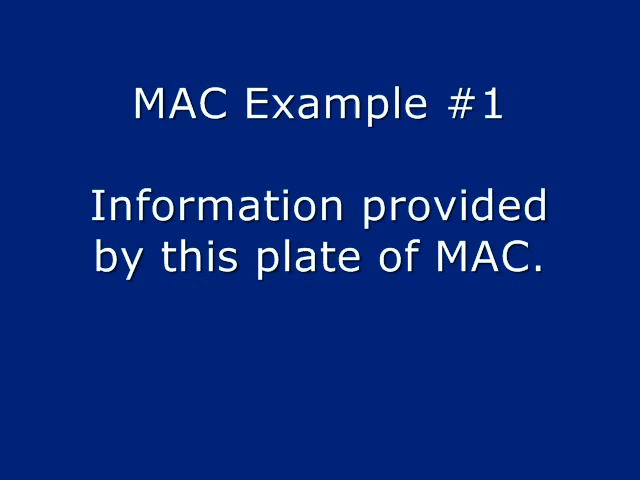 MAC Example #1
Information provided
by this plate of MAC.